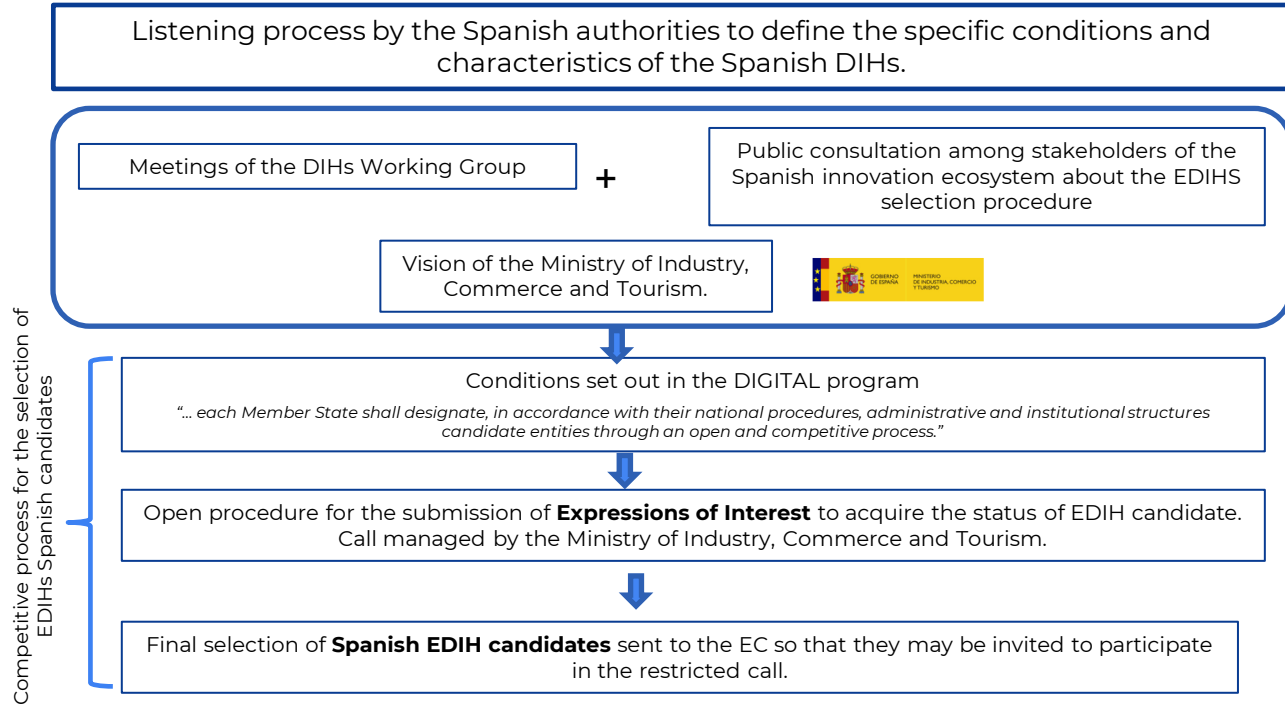 Listening process by the Spanish authorities to define the specific conditions and
characteristics of the Spanish DIHs.
Meetings of the DIHs Working Group
+
Public consultation among stakeholders of the
Spanish innovation ecosystem about the EDIHS
selection procedure
Vision of the Ministry of Industry,
Commerce and Tourism.
GOBIERNO
DE ESPAÑA
MINISTERIO
DE INDUSTRIA, COMERCIO
Y TURISMO
Competitive process for the selection of
EDIHs Spanish candidates
Conditions set out in the DIGITAL program
“... each Member State shall designate, in accordance with their national procedures, administrative and institutional structures
candidate entities through an open and competitive process.”
Open procedure for the submission of Expressions of Interest to acquire the status of EDIH candidate.
Call managed by the Ministry of Industry, Commerce and Tourism.
Final selection of Spanish EDIH candidates sent to the EC so that they may be invited to participate
in the restricted call.